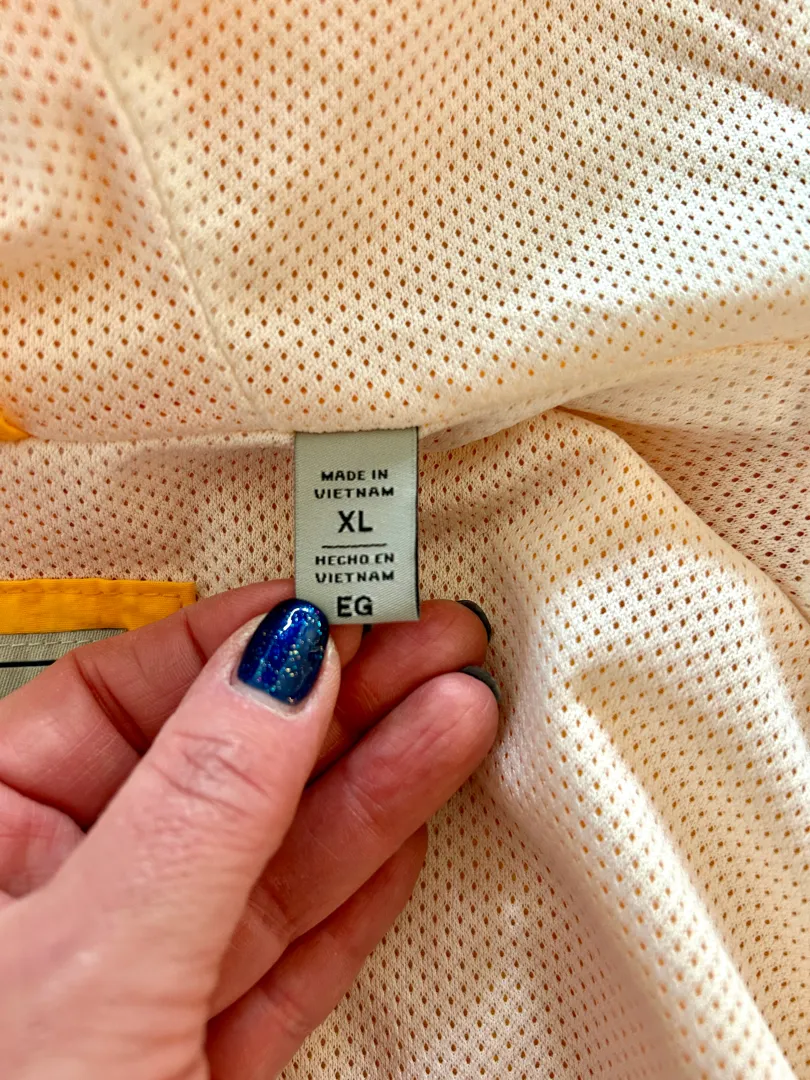 MADE IN
VIETNAM
XL
HECHO EN
VIETNAM
EG